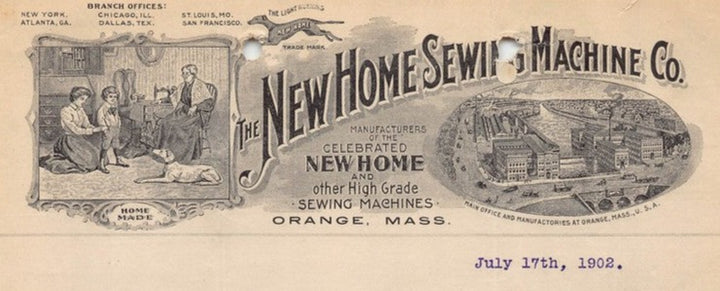 BRANCH OFFICES:
NEW YORK. CHICAGO, ILL. ST. LOUIS, MO.
ATLANTA, GA. DALLAS, TEX. SAN FRANCISCO.
THE LIGHT RUNNING
NEW HOME
TRADE MARK
THE NEW HOME SEWING MACHINE CO.
MANUFACTURERS
OF THE
CELEBRATED
NEW HOME
AND
other High Grade
SEWING MACHINES
ORANGE, MASS.
HOME
MADE
MAIN OFFICE AND MANUFACTORIES AT ORANGE, MASS., U. S. A.
July 17th, 1902.